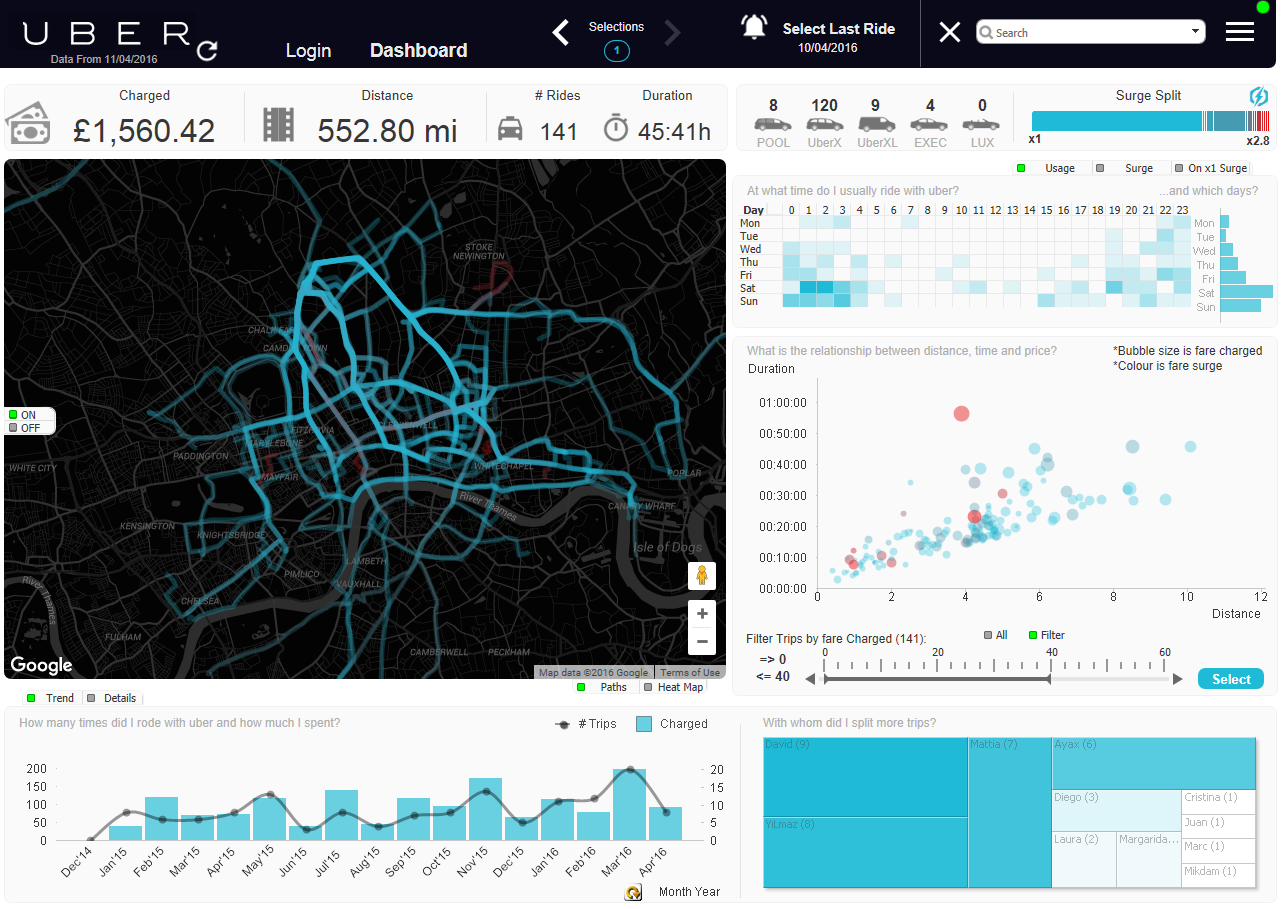 UBER
Data From 11/04/2016
Login
Dashboard
Selections
1
Select Last Ride
10/04/2016
Search
Charged
£1,560.42
Distance
552.80 mi
# Rides
141
Duration
45:41h
8 120 9 4 0
POOL UberX UberXL EXEC LUX
Surge Split
x1 x2.8
Usage Surge On x1 Surge
At what time do I usually ride with uber? ...and which days?
Day 0 1 2 3 4 5 6 7 8 9 10 11 12 13 14 15 16 17 18 19 20 21 22 23
Mon Mon
Tue Tue
Wed Wed
Thu Thu
Fri Fri
Sat Sat
Sun Sun
STOKE
NEWINGTON
CAMDEN TOWN
FITZROVIA
CLERKENWELL
MARYLEBONE
PADDINGTON
MAYFAIR
WHITECHAPEL
POPLAR
WHITE CITY
River Thames
CANARY WHARF
KENSINGTON
KNIGHTSBRIDGE
Isle of Dogs
LAMBETH
PIMLICO
VAUXHALL
River Thames
CHELSEA
FULHAM
CAMBERWELL
PECKHAM
ON
OFF
+
−
Google
Map data ©2016 Google
Terms of Use
Paths Heat Map
What is the relationship between distance, time and price?
*Bubble size is fare charged
*Colour is fare surge
Duration
01:00:00
00:50:00
00:40:00
00:30:00
00:20:00
00:10:00
00:00:00
0 2 4 6 8 10 12
Distance
Filter Trips by fare Charged (141):
All Filter
=> 0
<= 40
0 20 40 60
Select
Trend Details
How many times did I rode with uber and how much I spent?
# Trips Charged
200 20
150 15
100 10
50 5
0 0
Dec'14 Jan'15 Feb'15 Mar'15 Apr'15 May'15 Jun'15 Jul'15 Aug'15 Sep'15 Oct'15 Nov'15 Dec'15 Jan'16 Feb'16 Mar'16 Apr'16
Month Year
With whom did I split more trips?
David (9)
YiLmaz (8)
Mattia (7)
Ayax (6)
Diego (3)
Laura (2)
Margarida...
Cristina (1)
Juan (1)
Marc (1)
Mikdam (1)